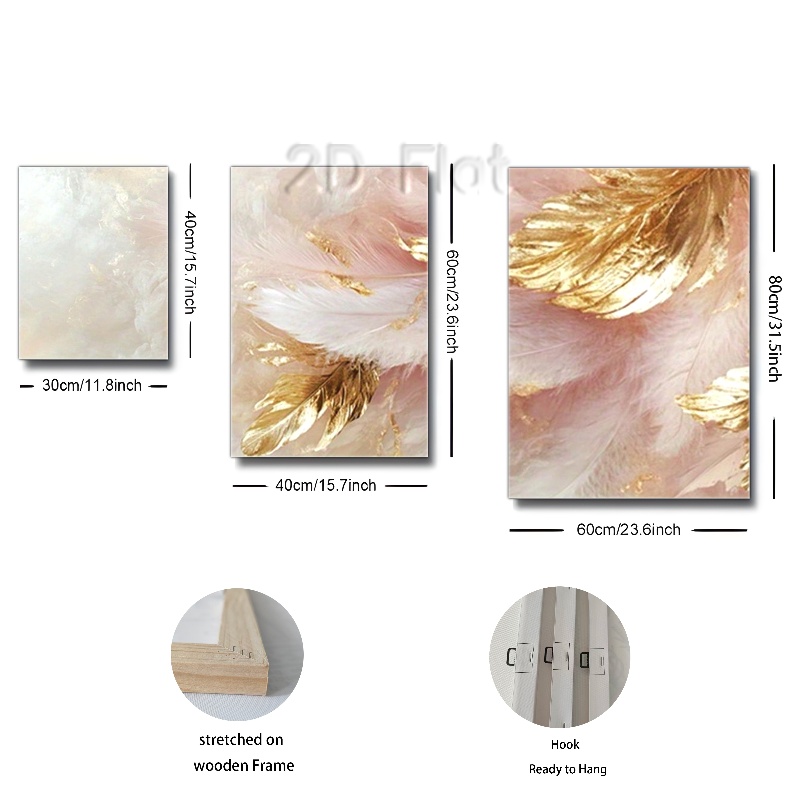 2D Flat
40cm/15.7inch
60cm/23.6inch
80cm/31.5inch
30cm/11.8inch
40cm/15.7inch
60cm/23.6inch
stretched on
wooden Frame
Hook
Ready to Hang